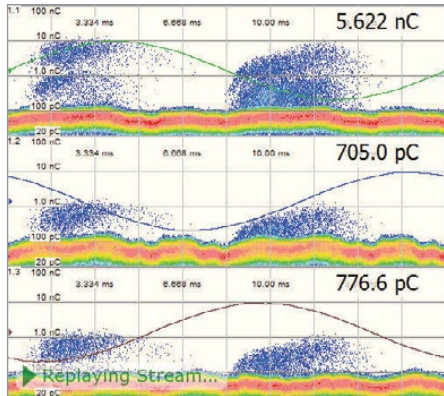 1.1 100 nC 3.334 ms 6.668 ms 10.00 ms 5.622 nC
10 nC
1.0 nC
100 pC
20 pC
1.2 100 nC 3.334 ms 6.668 ms 10.00 ms 705.0 pC
10 nC
1.0 nC
100 pC
20 pC
1.3 100 nC 3.334 ms 6.668 ms 10.00 ms 776.6 pC
10 nC
1.0 nC
Replaying Stream...
20 pC